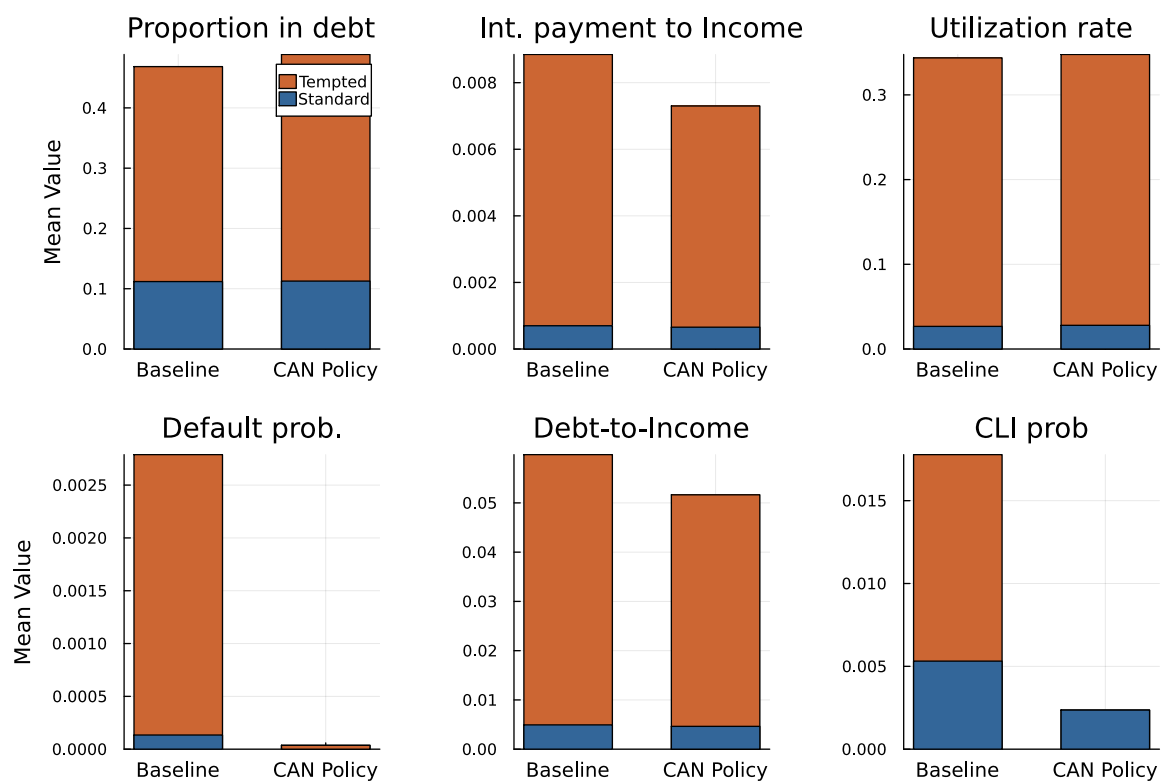 Proportion in debt
Int. payment to Income
Utilization rate
Mean Value
0.4
0.3
0.2
0.1
0.0
Tempted
Standard
Baseline
CAN Policy
0.008
0.006
0.004
0.002
0.000
Baseline
CAN Policy
0.3
0.2
0.1
0.0
Baseline
CAN Policy
Default prob.
Debt-to-Income
CLI prob
Mean Value
0.0025
0.0020
0.0015
0.0010
0.0005
0.0000
Baseline
CAN Policy
0.05
0.04
0.03
0.02
0.01
0.00
Baseline
CAN Policy
0.015
0.010
0.005
0.000
Baseline
CAN Policy